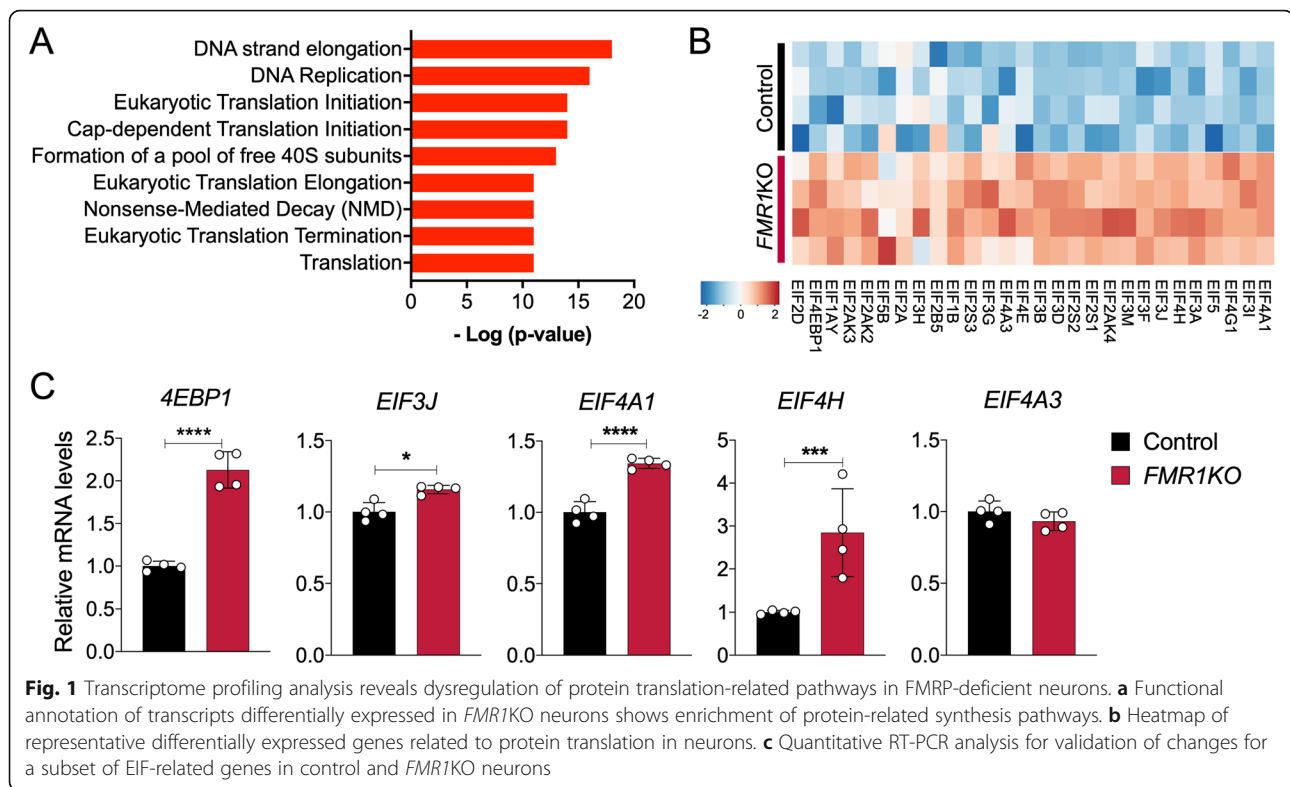 A
DNA strand elongation
DNA Replication
Eukaryotic Translation Initiation
Cap-dependent Translation Initiation
Formation of a pool of free 40S subunits
Eukaryotic Translation Elongation
Nonsense-Mediated Decay (NMD)
Eukaryotic Translation Termination
Translation
0 5 10 15 20
- Log (p-value)
B
Control
FMR1KO
-2 0 2
EIF2D
EIF4EBP1
EIF1AY
EIF2AK3
EIF2AK2
EIF5B
EIF2A
EIF3H
EIF2B5
EIF1B
EIF2S3
EIF3G
EIF4A3
EIF4E
EIF3B
EIF3D
EIF2S2
EIF2S1
EIF2AK4
EIF3M
EIF3F
EIF3J
EIF4H
EIF3A
EIF5
EIF4G1
EIF3I
EIF4A1
C
Relative mRNA levels
4EBP1
****
2.5
2.0
1.5
1.0
0.5
0.0
EIF3J
*
1.5
1.0
0.5
0.0
EIF4A1
****
1.5
1.0
0.5
0.0
EIF4H
***
5
4
3
2
1
0
EIF4A3
1.5
1.0
0.5
0.0
Control
FMR1KO
Fig. 1 Transcriptome profiling analysis reveals dysregulation of protein translation-related pathways in FMRP-deficient neurons. a Functional
annotation of transcripts differentially expressed in FMR1KO neurons shows enrichment of protein-related synthesis pathways. b Heatmap of
representative differentially expressed genes related to protein translation in neurons. c Quantitative RT-PCR analysis for validation of changes for
a subset of EIF-related genes in control and FMR1KO neurons